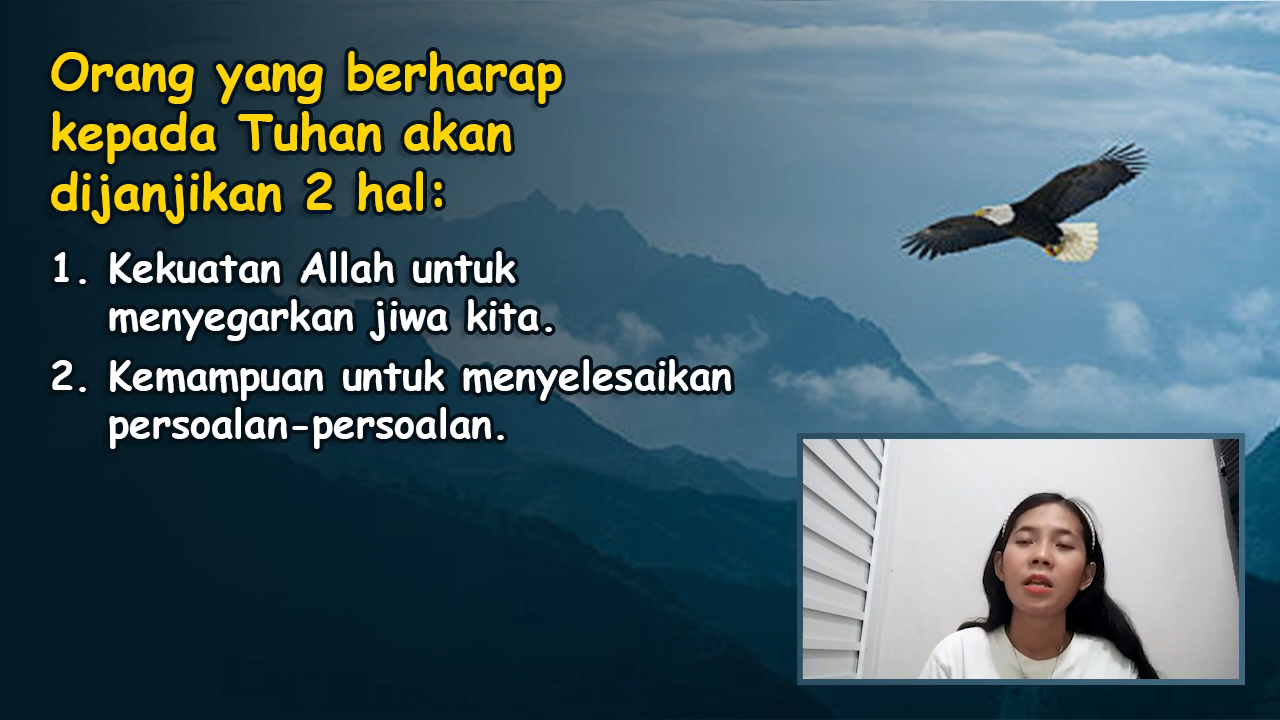 Orang yang berharap
kepada Tuhan akan
dijanjikan 2 hal:
1. Kekuatan Allah untuk
menyegarkan jiwa kita.
2. Kemampuan untuk menyelesaikan
persoalan-persoalan.